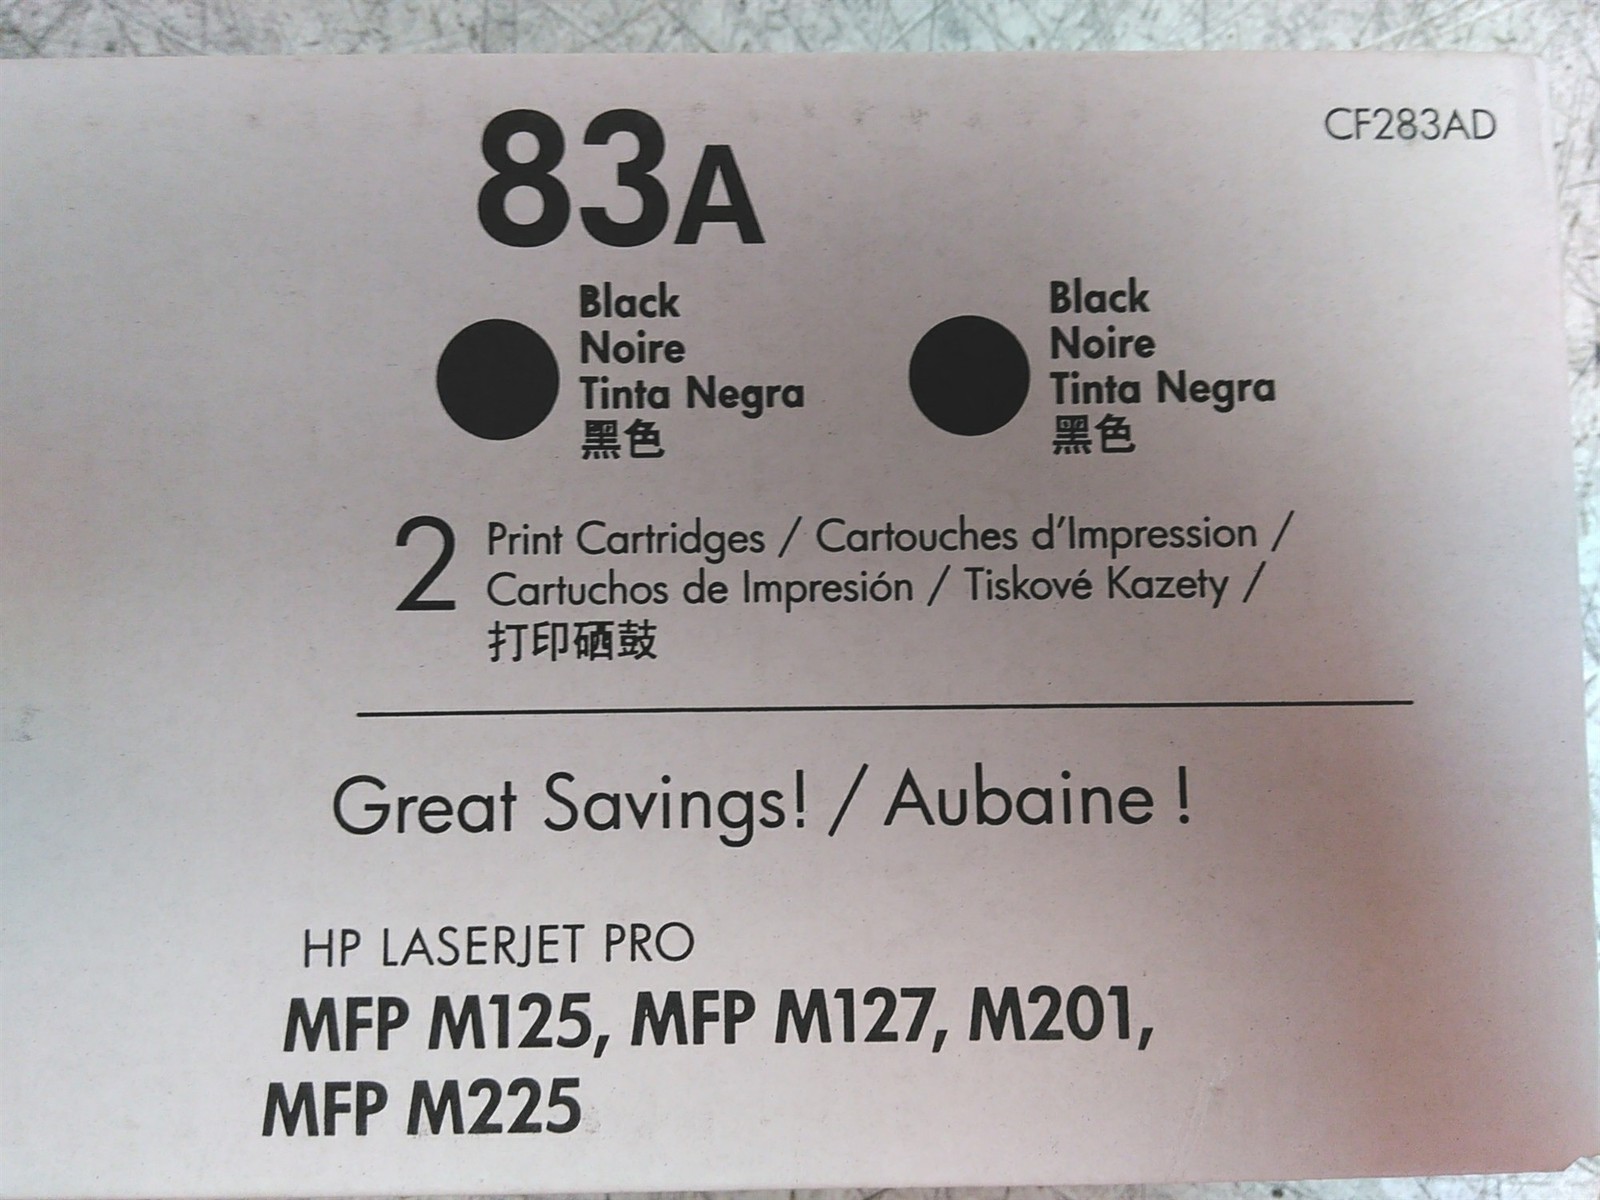 83A
CF283AD
Black
Noire
Tinta Negra
黑色
Black
Noire
Tinta Negra
黑色
2 Print Cartridges / Cartouches d'Impression /
Cartuchos de Impresión / Tiskové Kazety /
打印硒鼓
Great Savings! / Aubaine !
HP LASERJET PRO
MFP M125, MFP M127, M201,
MFP M225